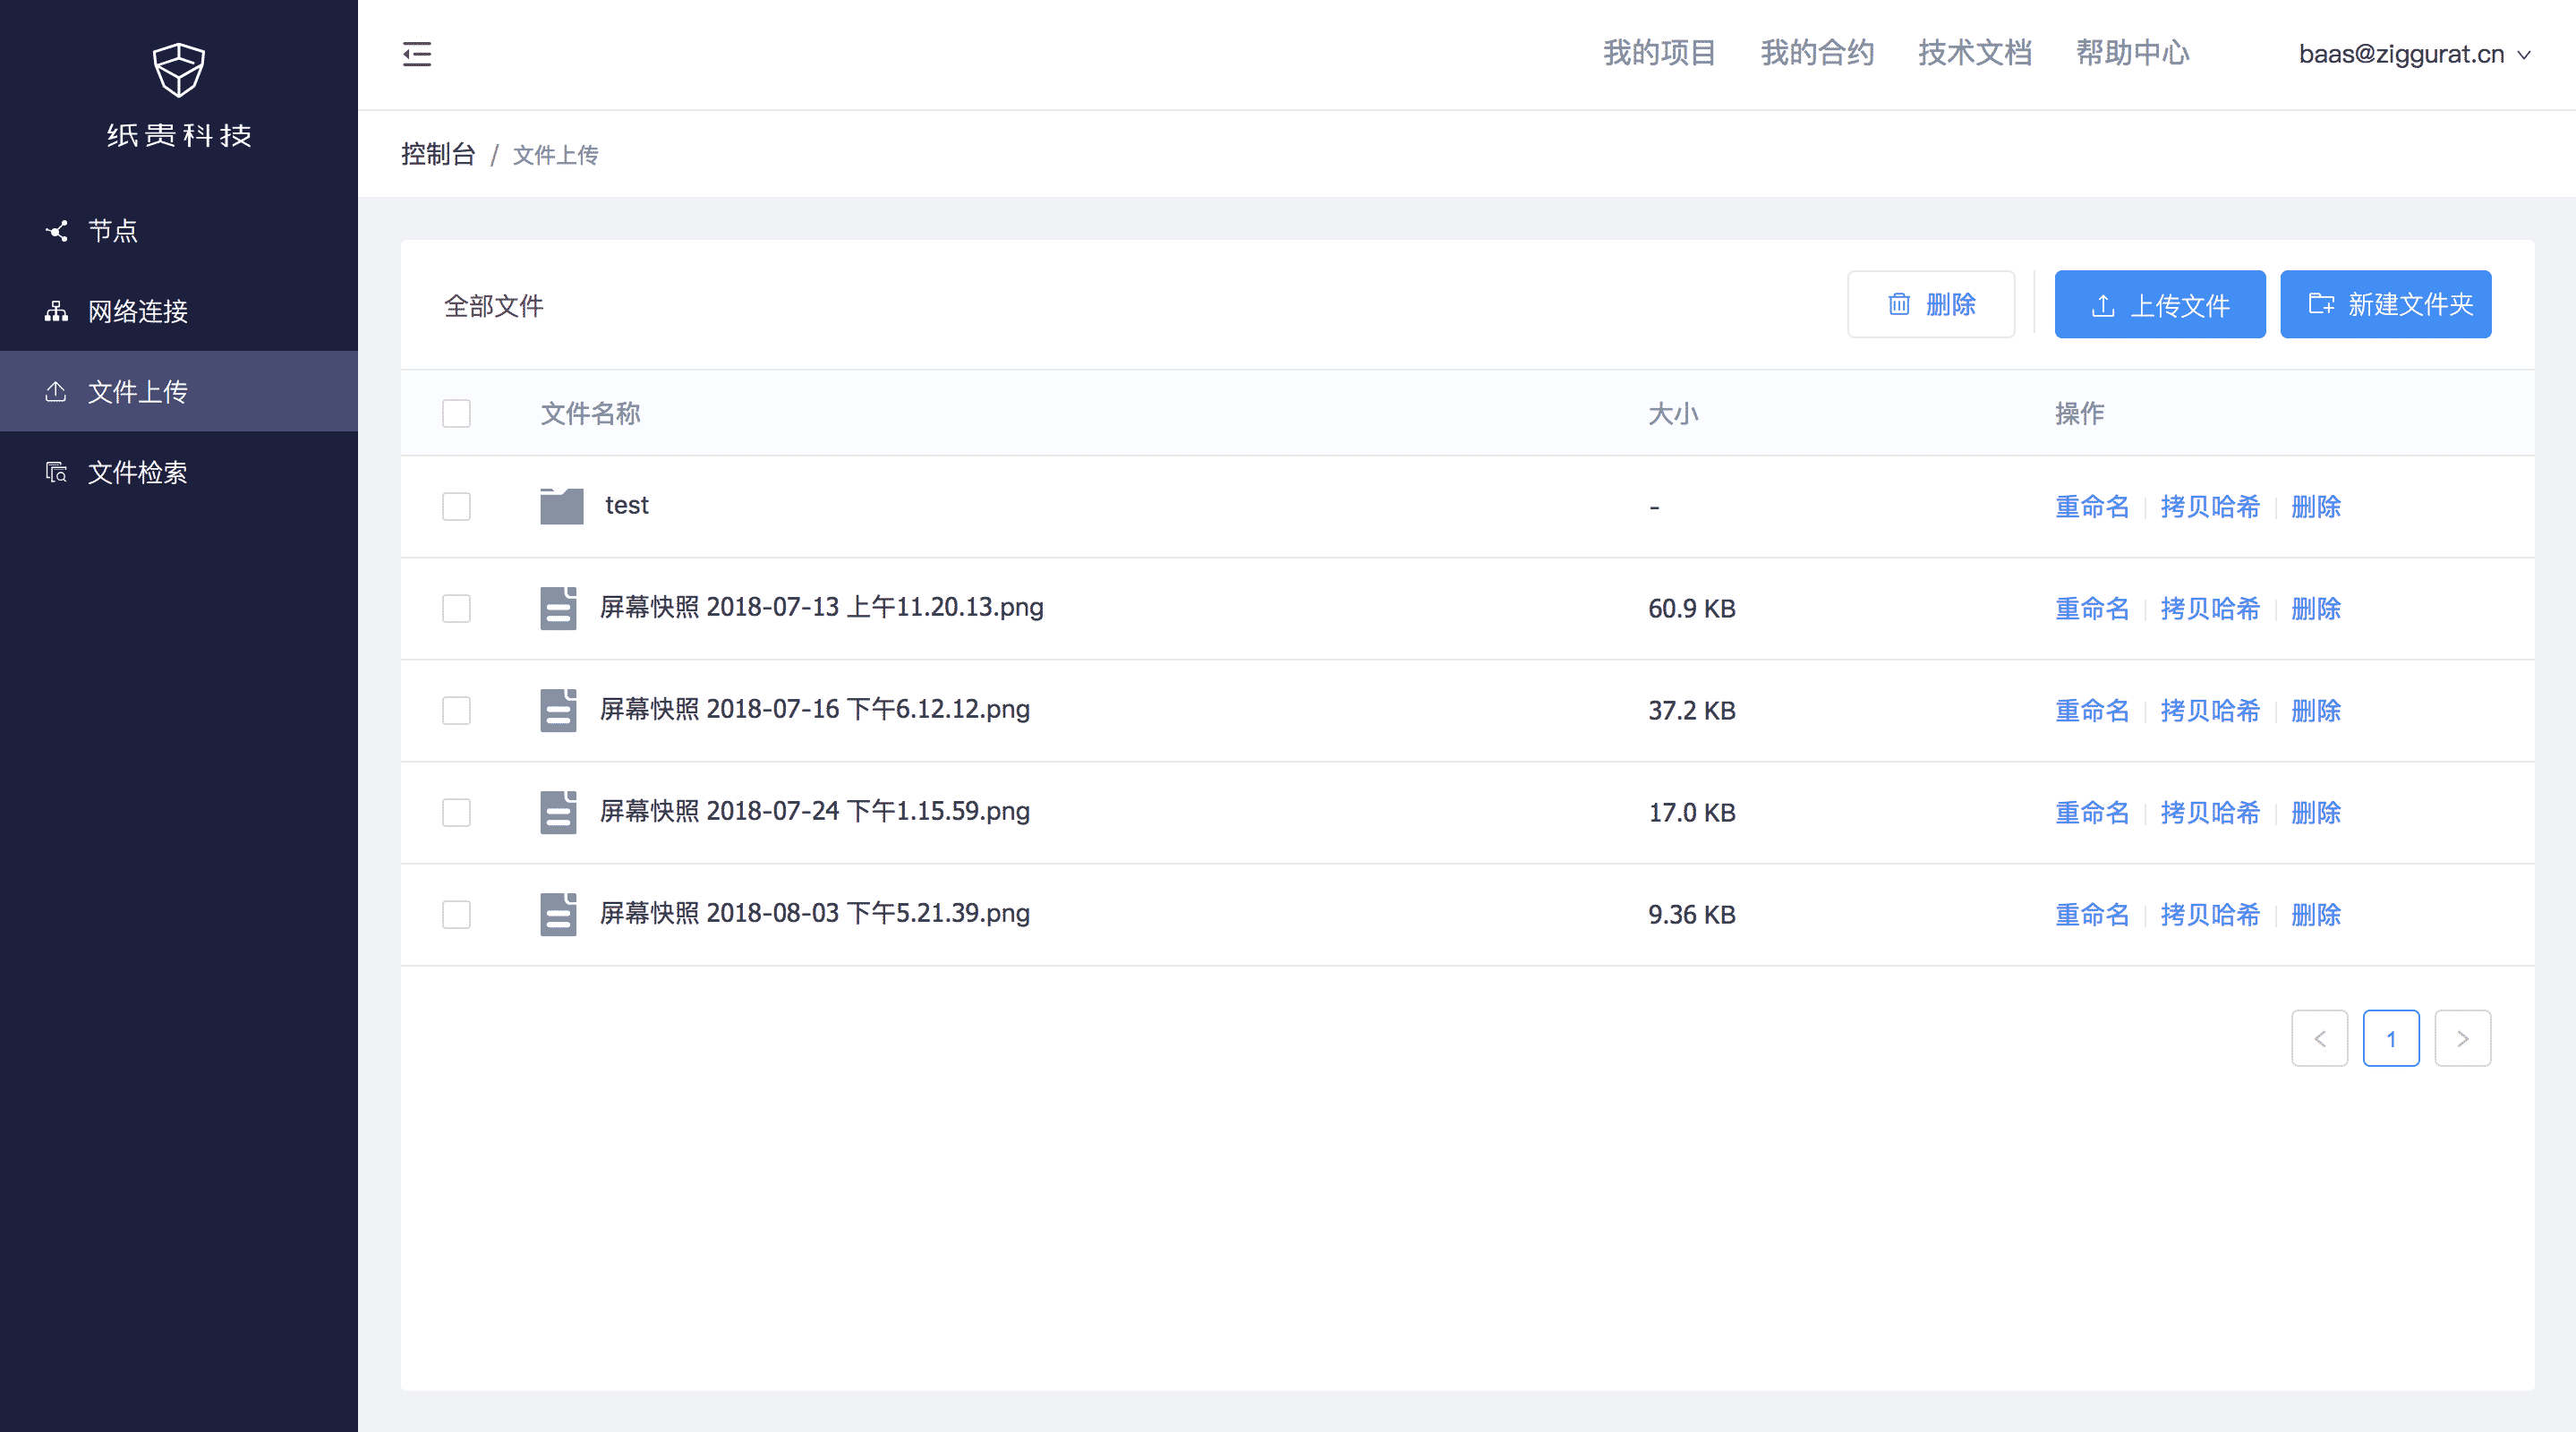 纸贵科技
节点
网络连接
文件上传
文件检索
我的项目 我的合约 技术文档 帮助中心 baas@ziggurat.cn
控制台 / 文件上传
全部文件 删除 上传文件 新建文件夹
文件名称 大小 操作
test - 重命名 拷贝哈希 删除
屏幕快照 2018-07-13 上午11.20.13.png 60.9 KB 重命名 拷贝哈希 删除
屏幕快照 2018-07-16 下午6.12.12.png 37.2 KB 重命名 拷贝哈希 删除
屏幕快照 2018-07-24 下午1.15.59.png 17.0 KB 重命名 拷贝哈希 删除
屏幕快照 2018-08-03 下午5.21.39.png 9.36 KB 重命名 拷贝哈希 删除
1